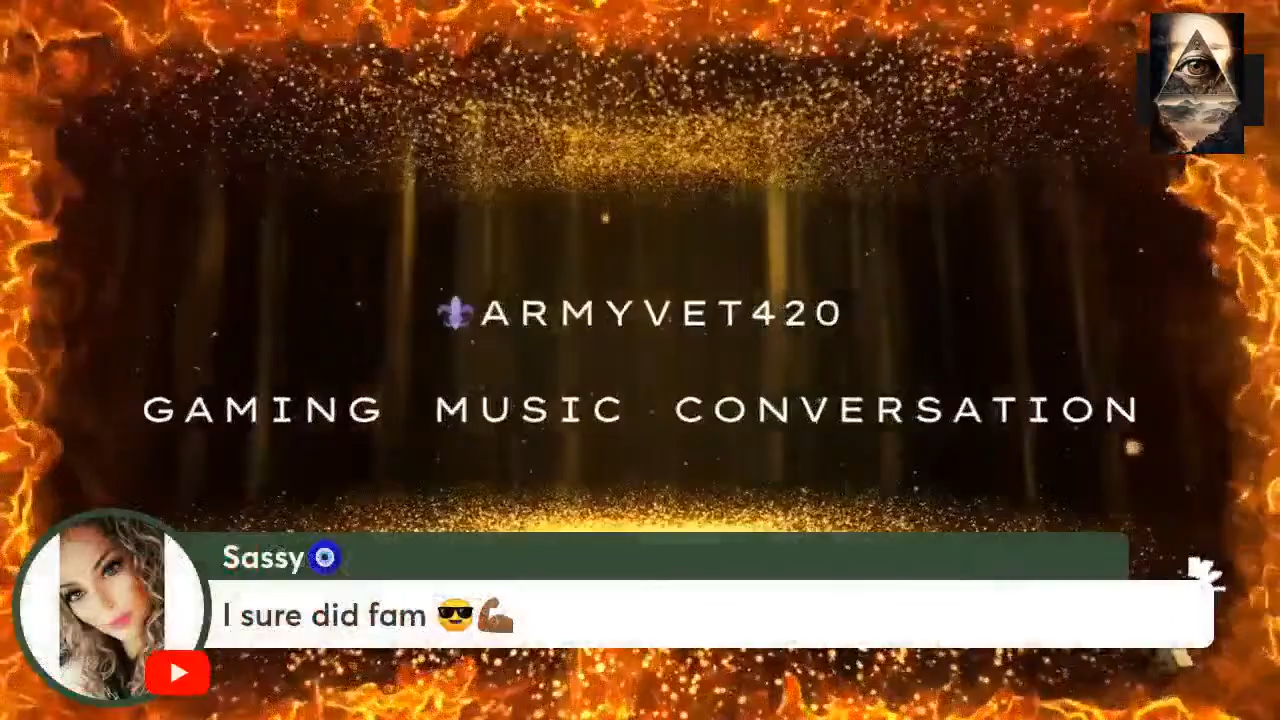 ⚜ARMYVET420
GAMING MUSIC CONVERSATION
Sassy🧿
I sure did fam 😎💪🏾